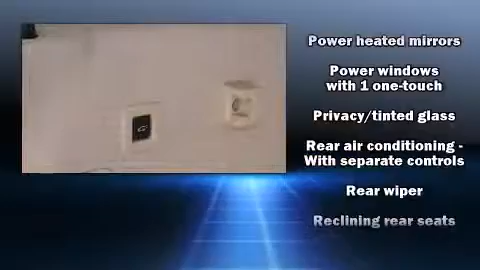 Power heated mirrors
Power windows
with 1 one-touch
Privacy/tinted glass
Rear air conditioning -
With separate controls
Rear wiper
Reclining rear seats